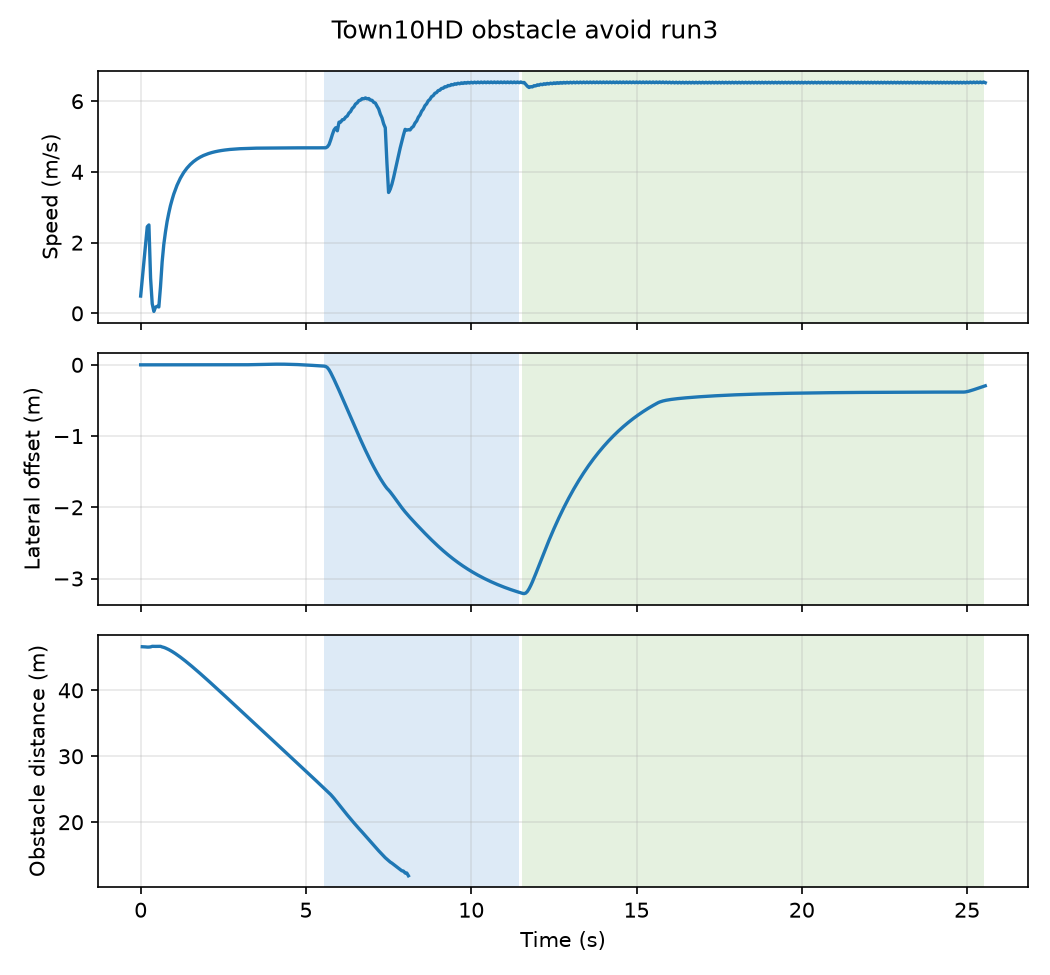 Town10HD obstacle avoid run3
Speed (m/s)
6
4
2
0
Lateral offset (m)
0
−1
−2
−3
Obstacle distance (m)
40
30
20
0 5 10 15 20 25
Time (s)